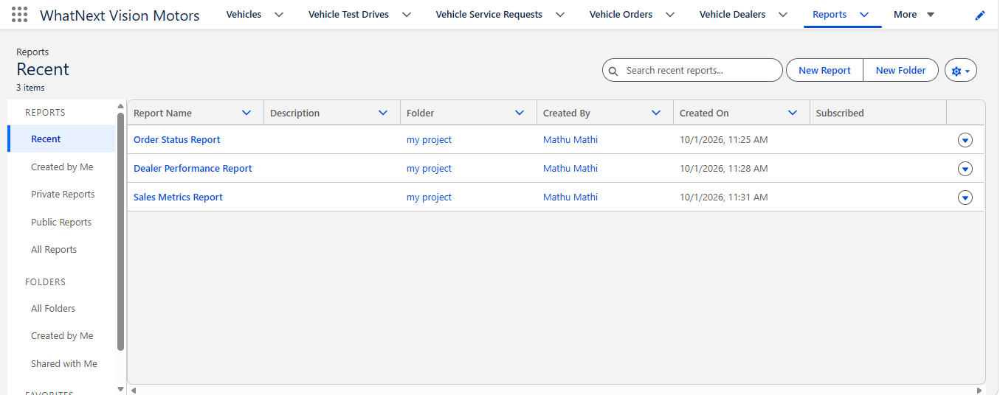 WhatNext Vision Motors Vehicles Vehicle Test Drives Vehicle Service Requests Vehicle Orders Vehicle Dealers Reports More
Reports
Recent
3 items
Search recent reports...
New Report
New Folder
REPORTS
Recent
Created by Me
Private Reports
Public Reports
All Reports
FOLDERS
All Folders
Created by Me
Shared with Me
FAVORITES
Report Name Description Folder Created By Created On Subscribed
Order Status Report my project Mathu Mathi 10/1/2026, 11:25 AM
Dealer Performance Report my project Mathu Mathi 10/1/2026, 11:28 AM
Sales Metrics Report my project Mathu Mathi 10/1/2026, 11:31 AM